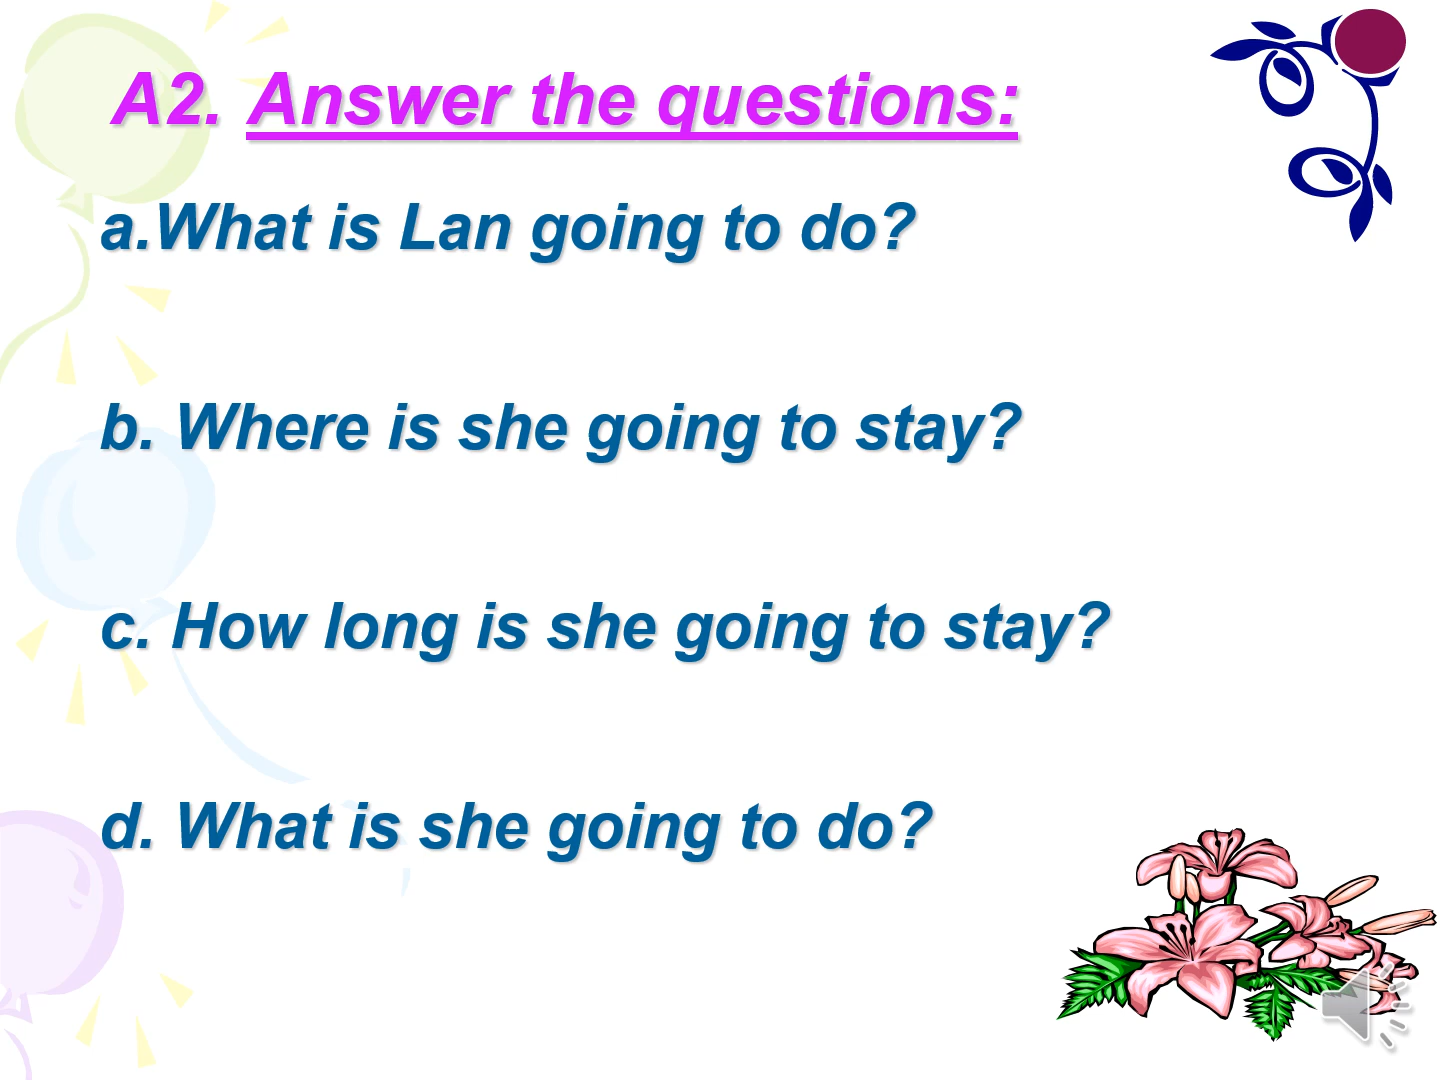 A2. Answer the questions:
a.What is Lan going to do?
b. Where is she going to stay?
c. How long is she going to stay?
d. What is she going to do?